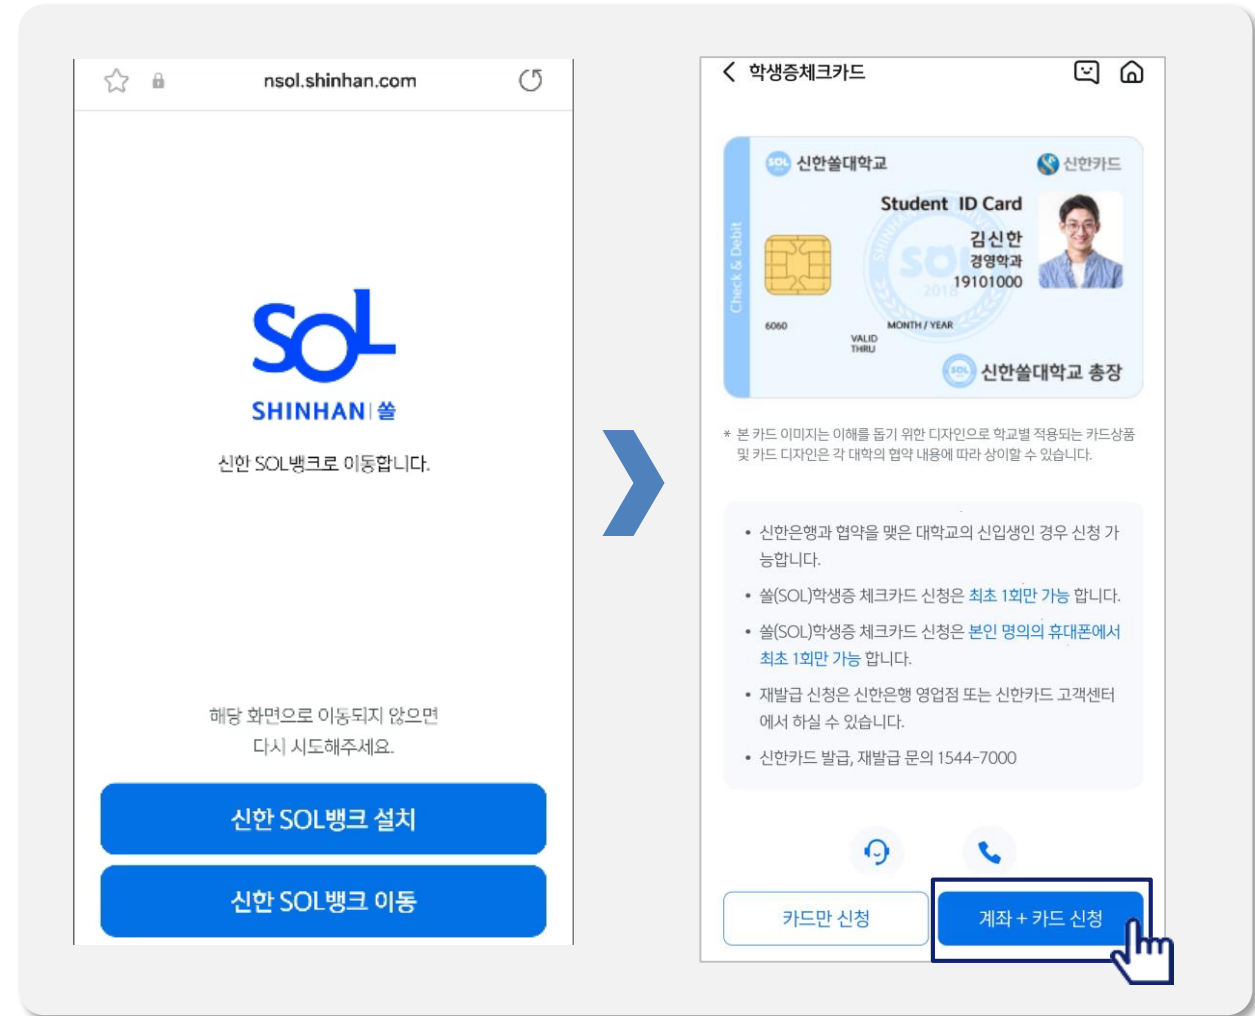 nsol.shinhan.com
SOL
SHINHAN 쏠
신한 SOL뱅크로 이동합니다.
해당 화면으로 이동되지 않으면
다시 시도해주세요.
신한 SOL뱅크 설치
신한 SOL뱅크 이동
학생증체크카드
SOL 신한쏠대학교
신한카드
Check & Debit
Student ID Card
김신한
경영학과
19101000
SOL
2018
6060
MONTH / YEAR
VALID
THRU
신한쏠대학교 총장
* 본 카드 이미지는 이해를 돕기 위한 디자인으로 학교별 적용되는 카드상품
및 카드 디자인은 각 대학의 협약 내용에 따라 상이할 수 있습니다.
• 신한은행과 협약을 맺은 대학교의 신입생인 경우 신청 가
능합니다.
• 쏠(SOL)학생증 체크카드 신청은 최초 1회만 가능 합니다.
• 쏠(SOL)학생증 체크카드 신청은 본인 명의의 휴대폰에서
최초 1회만 가능 합니다.
• 재발급 신청은 신한은행 영업점 또는 신한카드 고객센터
에서 하실 수 있습니다.
• 신한카드 발급, 재발급 문의 1544-7000
카드만 신청
계좌 + 카드 신청